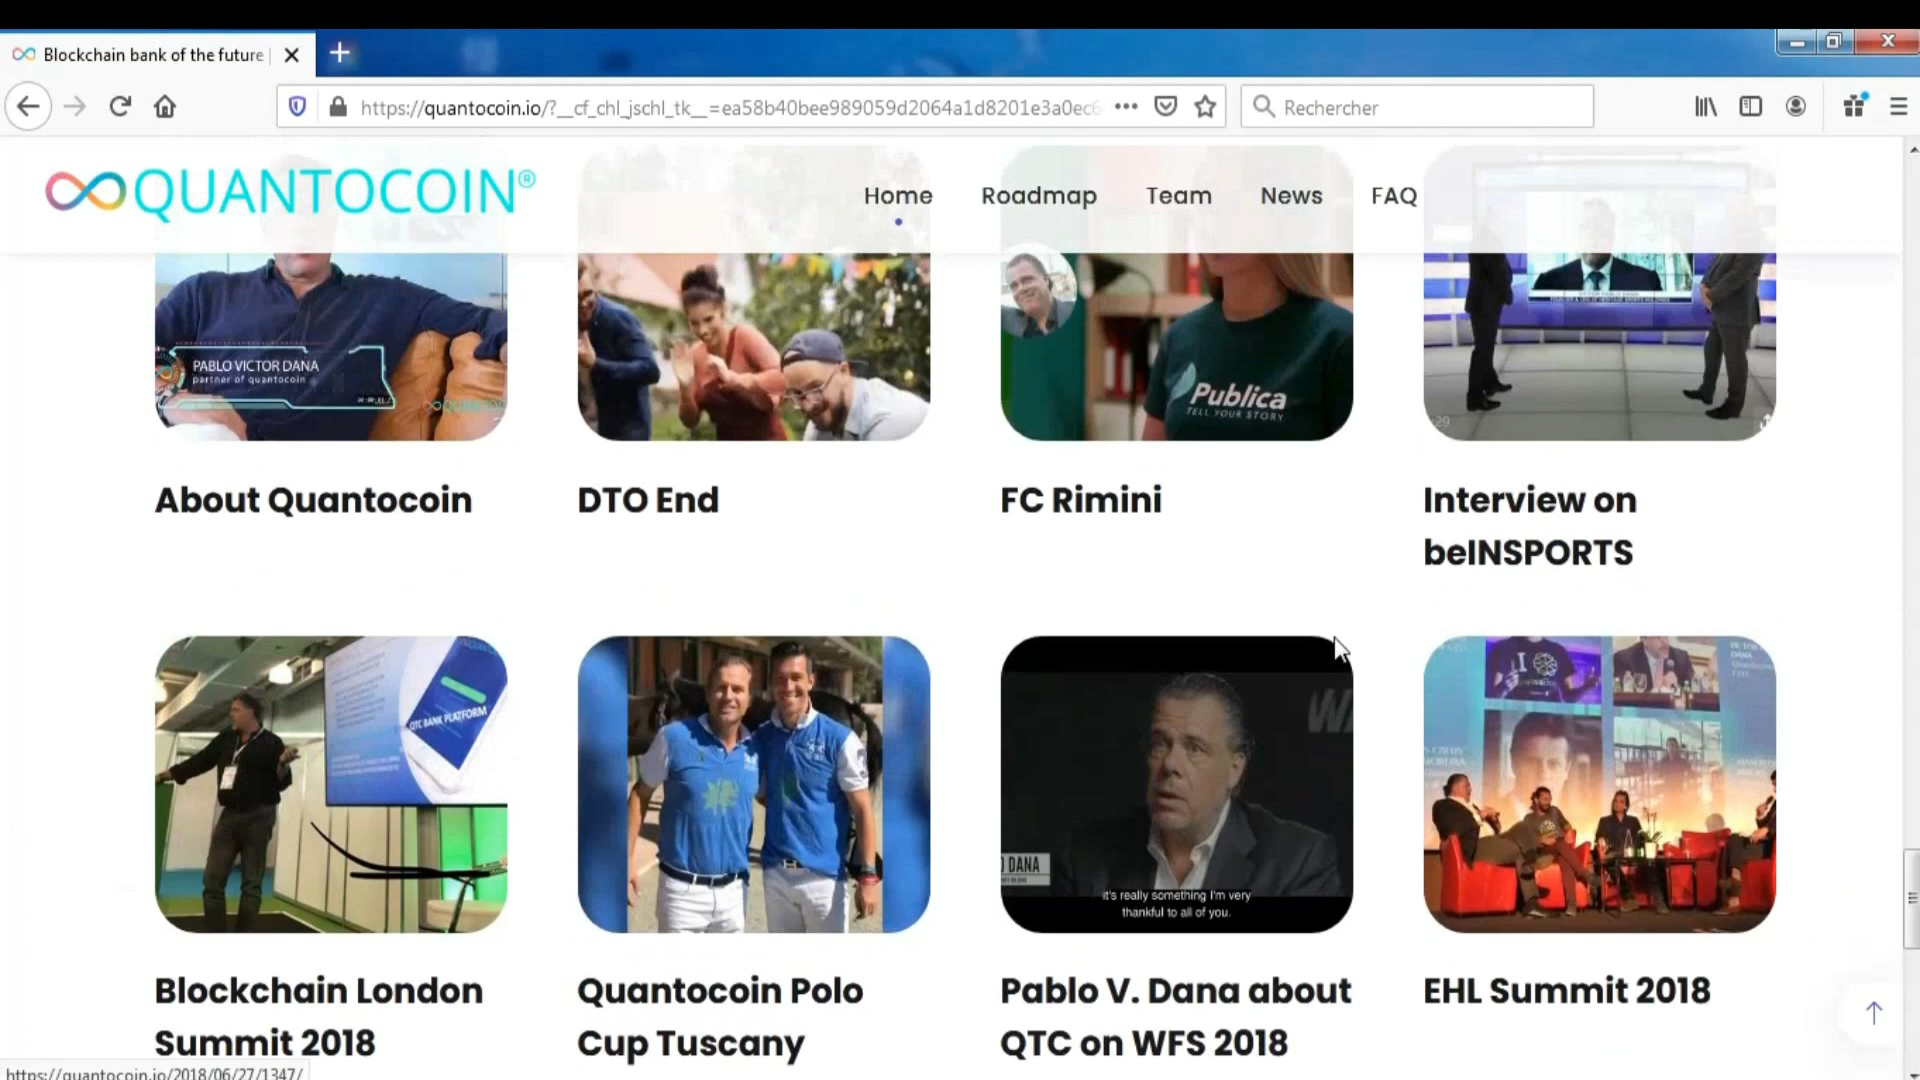 Blockchain bank of the future |
https://quantocoin.io/?__cf_chl_jschl_tk__=ea58b40bee989059d2064a1d8201e3a0ec6
Rechercher
QUANTOCOIN®
Home
Roadmap
Team
News
FAQ
PABLO VICTOR DANA
partner of quantocoin
Publica
TELL YOUR STORY
About Quantocoin
DTO End
FC Rimini
Interview on
beINSPORTS
QTC BANK PLATFORM
DANA
it's really something I'm very
thankful to all of you.
Blockchain London
Summit 2018
Quantocoin Polo
Cup Tuscany
Pablo V. Dana about
QTC on WFS 2018
EHL Summit 2018
https://quantocoin.io/2018/06/27/1347/